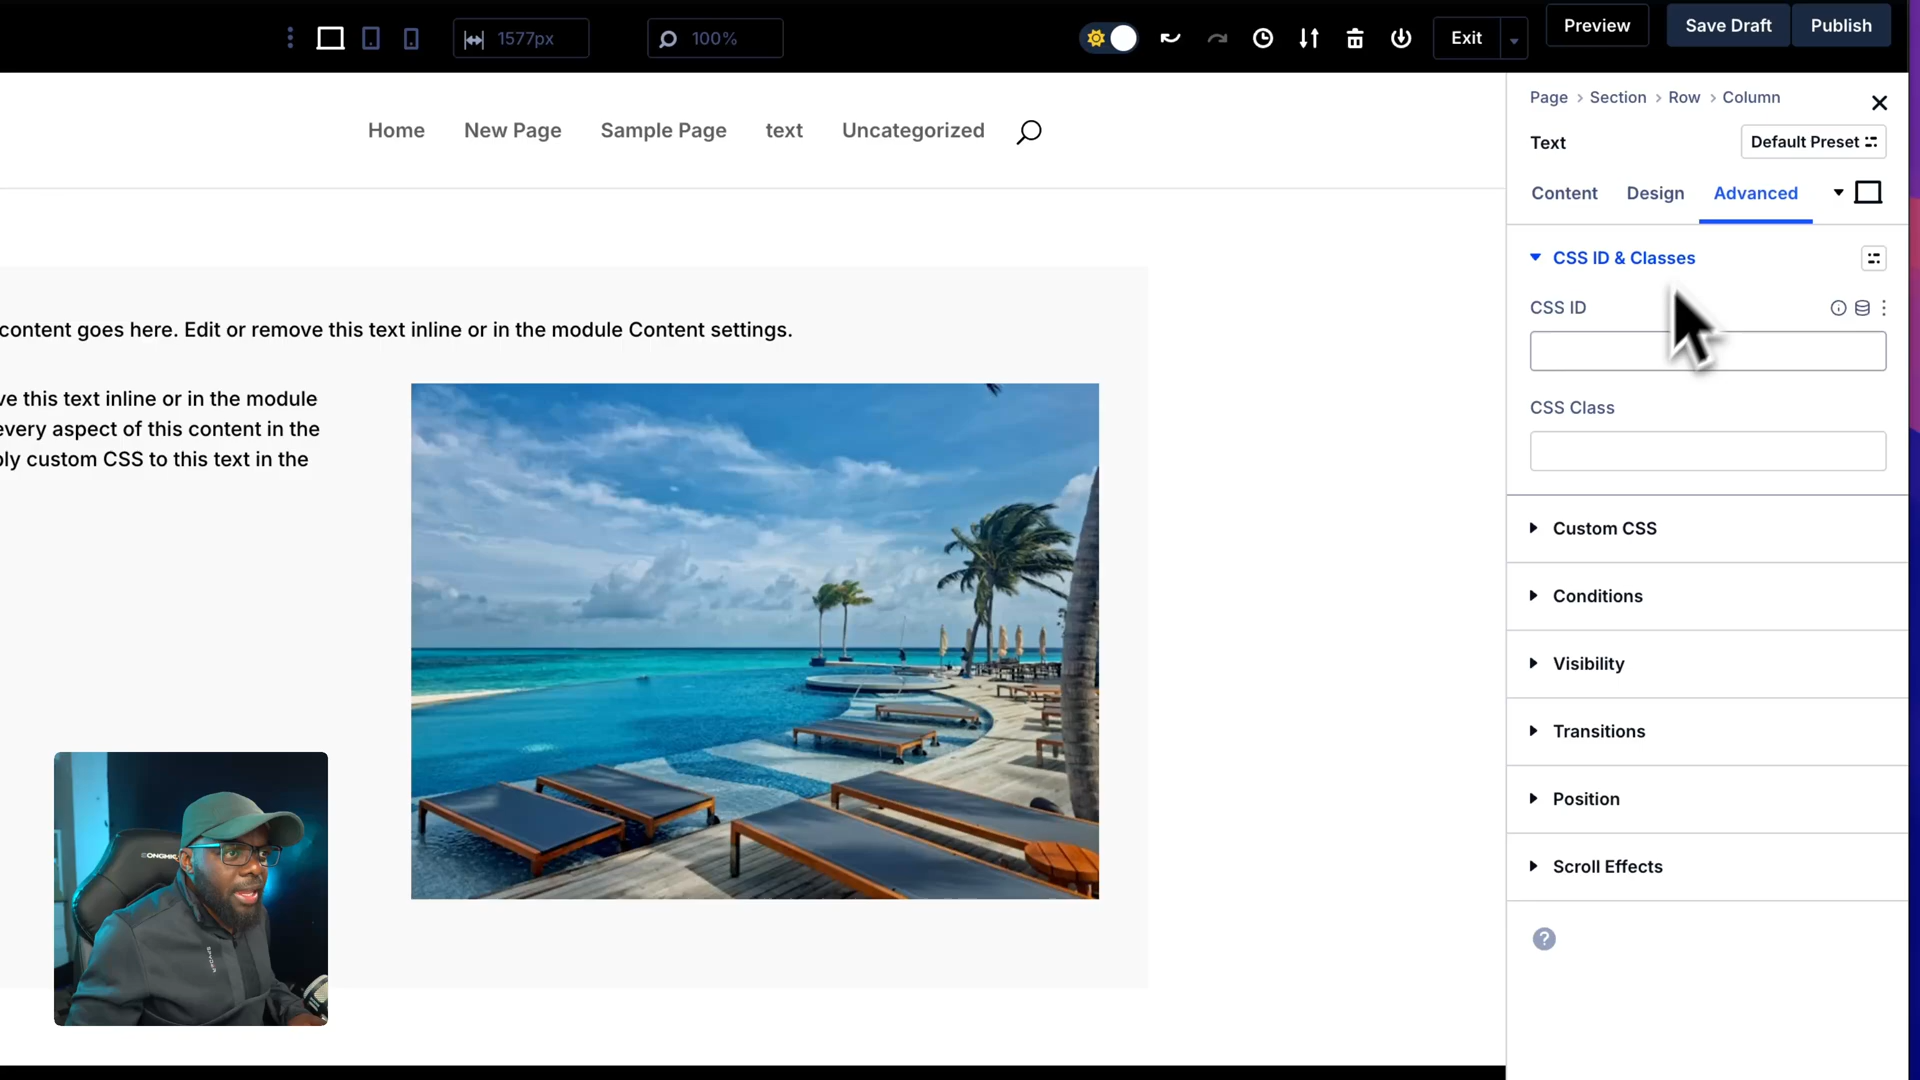 1577px
100%
Exit
Preview
Save Draft
Publish
Home
New Page
Sample Page
text
Uncategorized
Page > Section > Row > Column
Text
Default Preset
Content
Design
Advanced
CSS ID & Classes
CSS ID
CSS Class
Custom CSS
Conditions
Visibility
Transitions
Position
Scroll Effects
?
content goes here. Edit or remove this text inline or in the module Content settings.
ve this text inline or in the module
every aspect of this content in the
ply custom CSS to this text in the